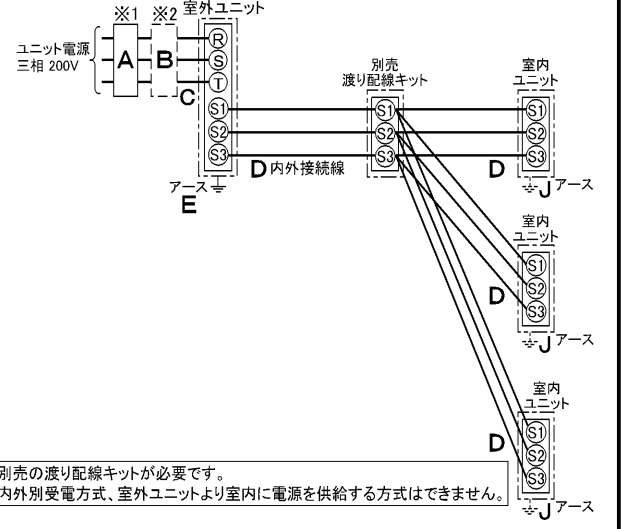 ※1 ※2 室外ユニット
ユニット電源
三相 200V
A B
C
R
S
T
S1
S2
S3
アース
E
D 内外接続線
別売
渡り配線キット
S1
S2
S3
室内
ユニット
S1
S2
S3
D
J アース
室内
ユニット
S1
S2
S3
D
J アース
室内
ユニット
S1
S2
S3
D
J アース
別売の渡り配線キットが必要です。
内外別受電方式、室外ユニットより室内に電源を供給する方式はできません。